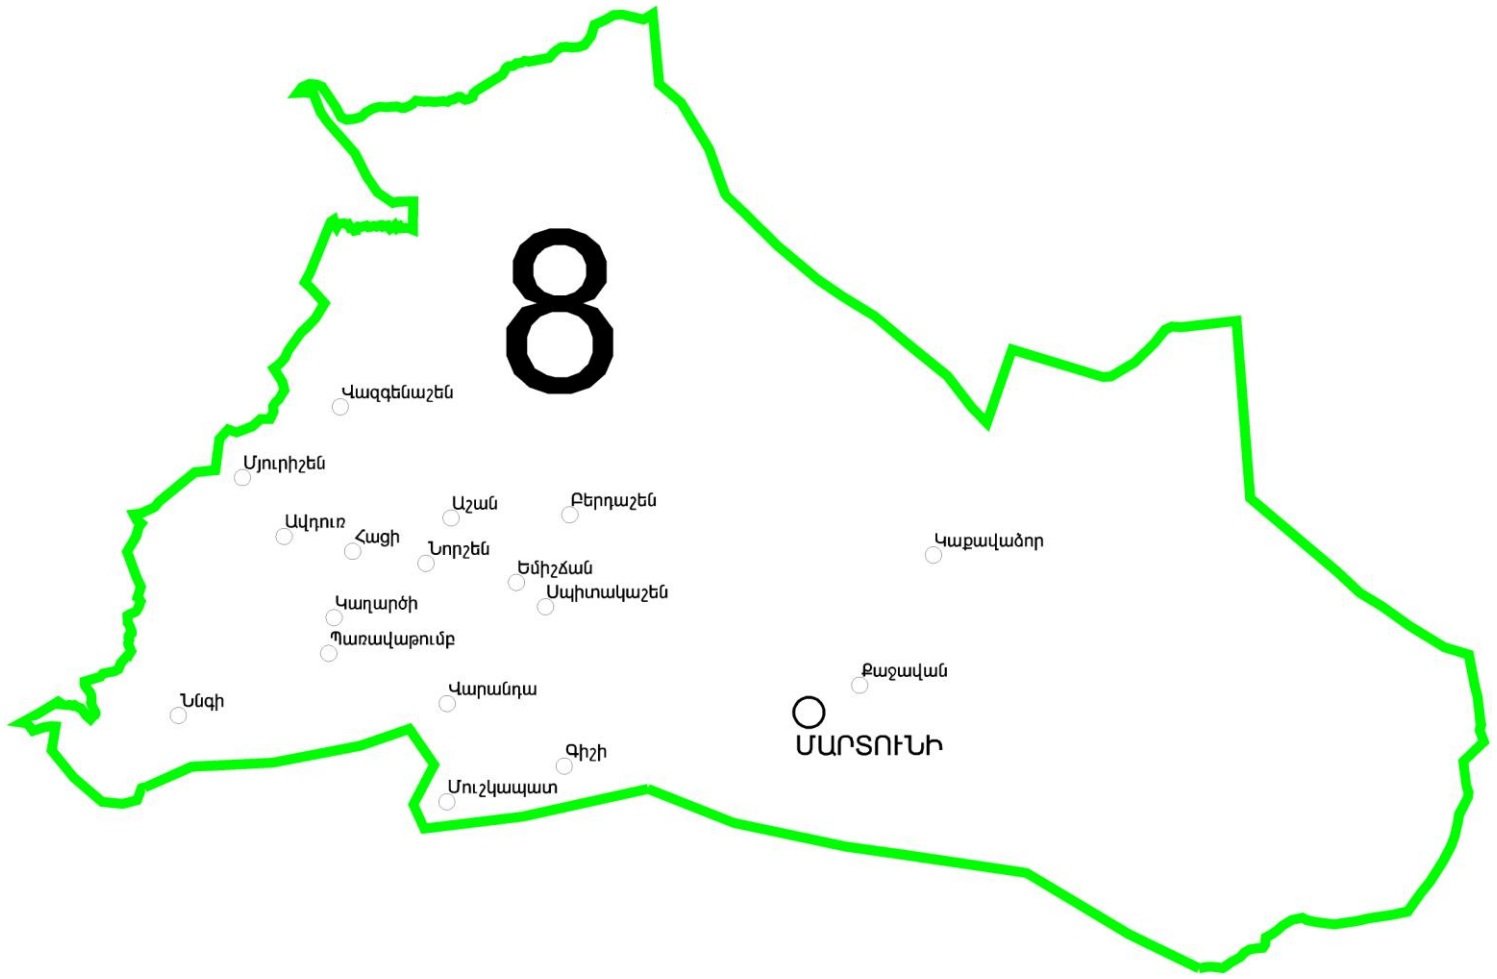 8
Վազգենաշեն
Մյուրիշեն
Աշան
Բերդաշեն
Ավդուռ
Հացի
Նորշեն
Կաքավաձոր
Եմիշճան
Սպիտակաշեն
Կաղարծի
Պառավաթումբ
Քաջավան
Վարանդա
Ննգի
ՄԱՐՏՈՒՆԻ
Գիշի
Մուշկապատ